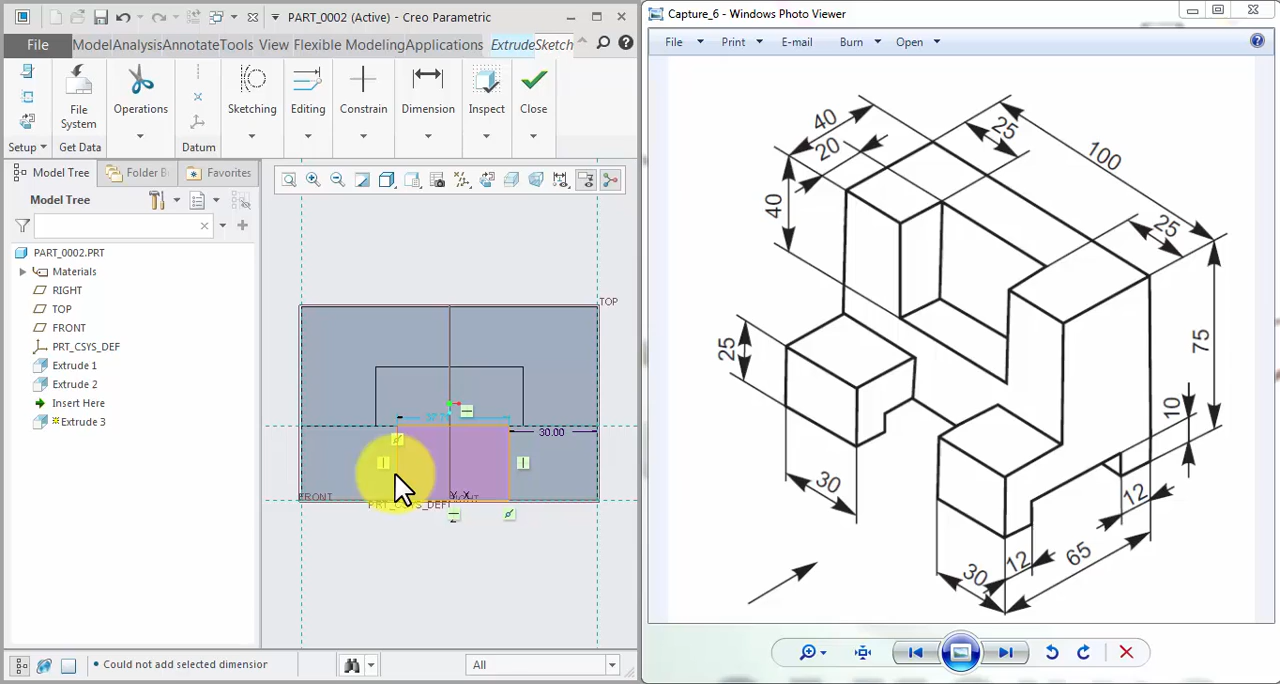 PART_0002 (Active) - Creo Parametric
File
Model Analysis Annotate Tools View Flexible Modeling Applications Extrude Sketch
File System
Operations
Sketching
Editing
Constrain
Dimension
Inspect
Close
Setup
Get Data
Datum
Model Tree
Folder B
Favorites
Model Tree
PART_0002.PRT
Materials
RIGHT
TOP
FRONT
PRT_CSYS_DEF
Extrude 1
Extrude 2
Insert Here
Extrude 3
TOP
30.00
FRONT
PRT_CSYS_DEF
Y X
Could not add selected dimension
All
Capture_6 - Windows Photo Viewer
File Print E-mail Burn Open
40
20
25
100
40
25
25
75
10
30
12
12
65
30